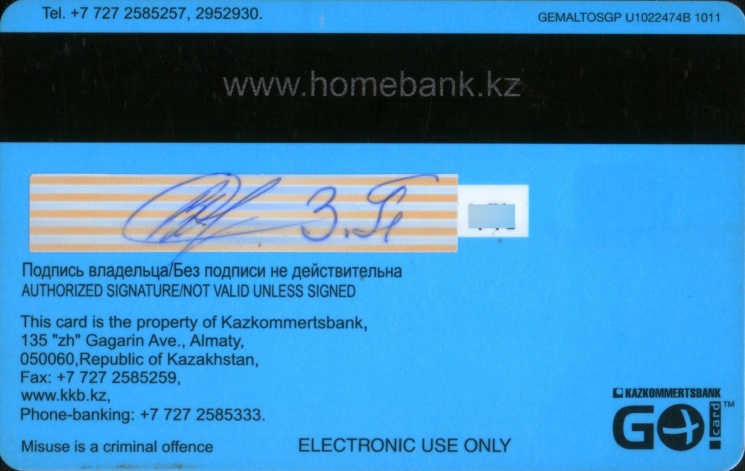 Tel. +7 727 2585257, 2952930.
GEMALTOSGP U1022474B 1011
www.homebank.kz
Подпись владельца/Без подписи не действительна
AUTHORIZED SIGNATURE/NOT VALID UNLESS SIGNED
This card is the property of Kazkommertsbank,
135 "zh" Gagarin Ave., Almaty,
050060,Republic of Kazakhstan,
Fax: +7 727 2585259,
www.kkb.kz,
Phone-banking: +7 727 2585333.
Misuse is a criminal offence
ELECTRONIC USE ONLY
KAZKOMMERTSBANK
GO! card™